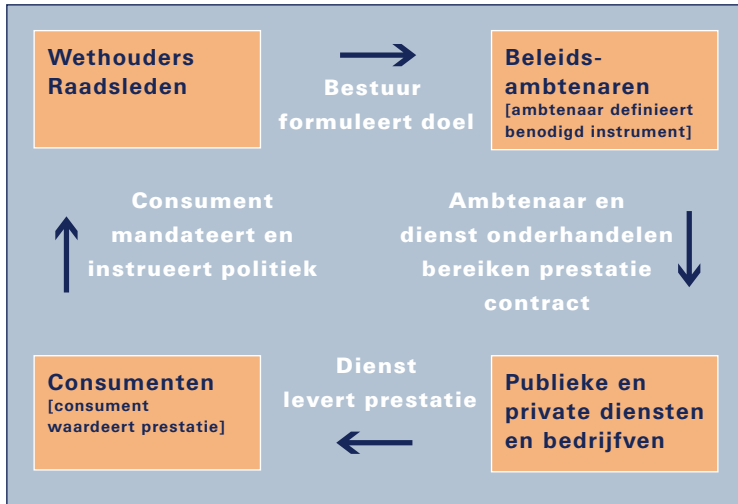 Wethouders
Raadsleden
Bestuur
formuleert doel
Beleids-
ambtenaren
[ambtenaar definieert
benodigd instrument]
Consument
mandateert en
instrueert politiek
Ambtenaar en
dienst onderhandelen
bereiken prestatie
contract
Consumenten
[consument
waardeert prestatie]
Dienst
levert prestatie
Publieke en
private diensten
en bedrijfven